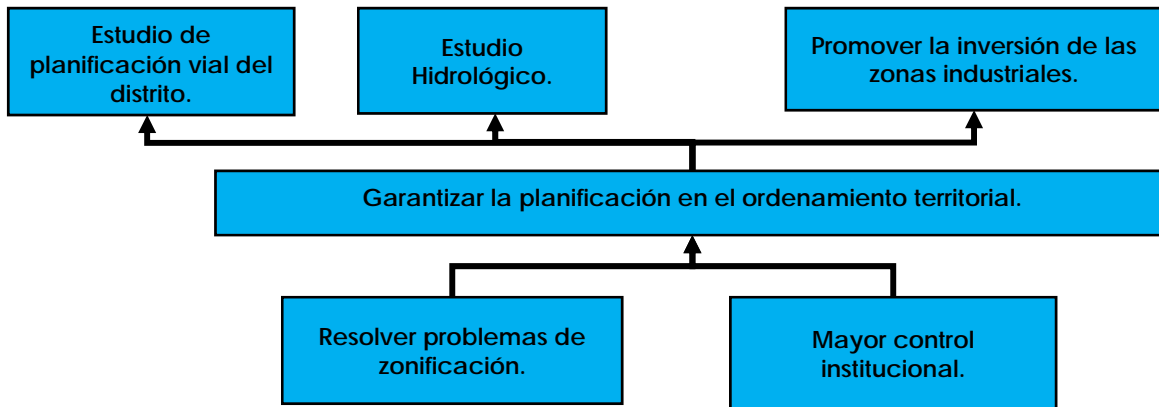 Estudio de
planificación vial del
distrito.
Estudio
Hidrológico.
Promover la inversión de las
zonas industriales.
Garantizar la planificación en el ordenamiento territorial.
Resolver problemas de
zonificación.
Mayor control
institucional.